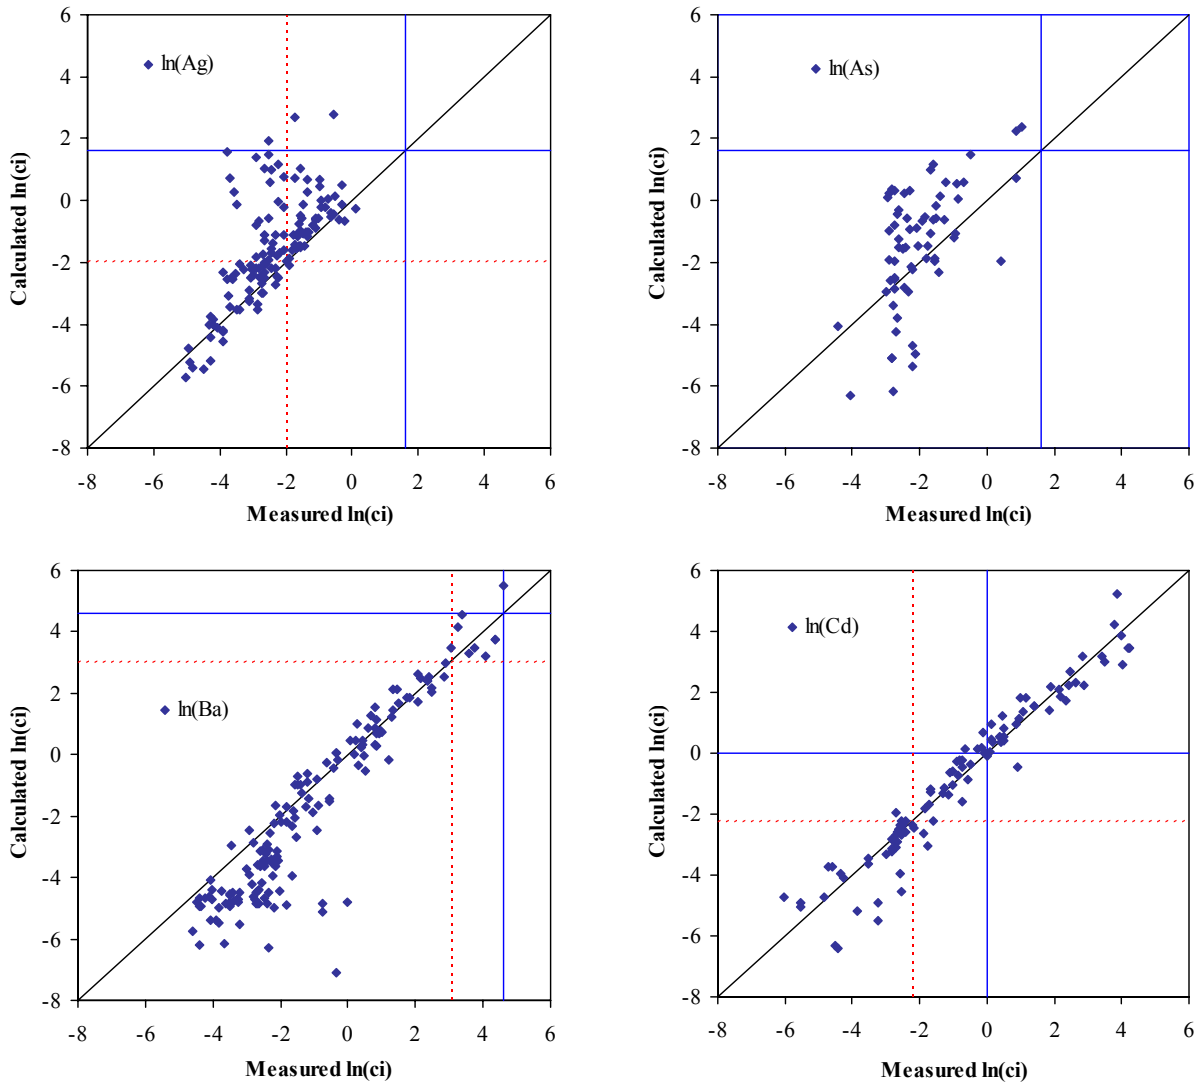 6
4
2
0
-2
-4
-6
-8
-8 -6 -4 -2 0 2 4 6
Measured ln(ci)
Calculated ln(ci)
ln(Ag)
6
4
2
0
-2
-4
-6
-8
-8 -6 -4 -2 0 2 4 6
Measured ln(ci)
Calculated ln(ci)
ln(As)
6
4
2
0
-2
-4
-6
-8
-8 -6 -4 -2 0 2 4 6
Measured ln(ci)
Calculated ln(ci)
ln(Ba)
6
4
2
0
-2
-4
-6
-8
-8 -6 -4 -2 0 2 4 6
Measured ln(ci)
Calculated ln(ci)
ln(Cd)